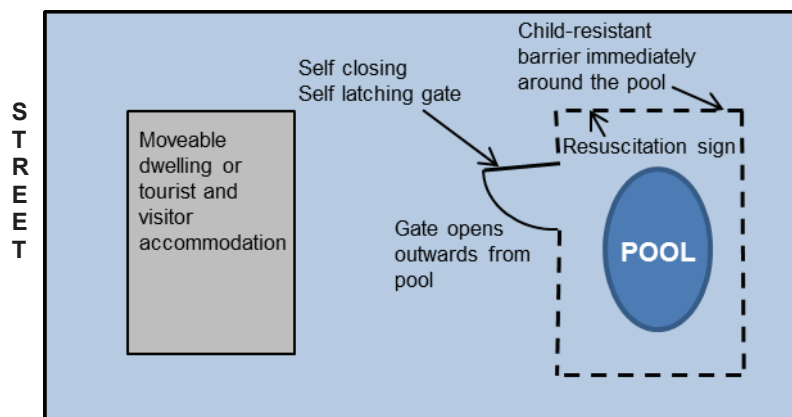 STREET
Moveable
dwelling or
tourist and
visitor
accommodation
Self closing
Self latching gate
Child-resistant
barrier immediately
around the pool
Resuscitation sign
Gate opens
outwards from
pool
POOL